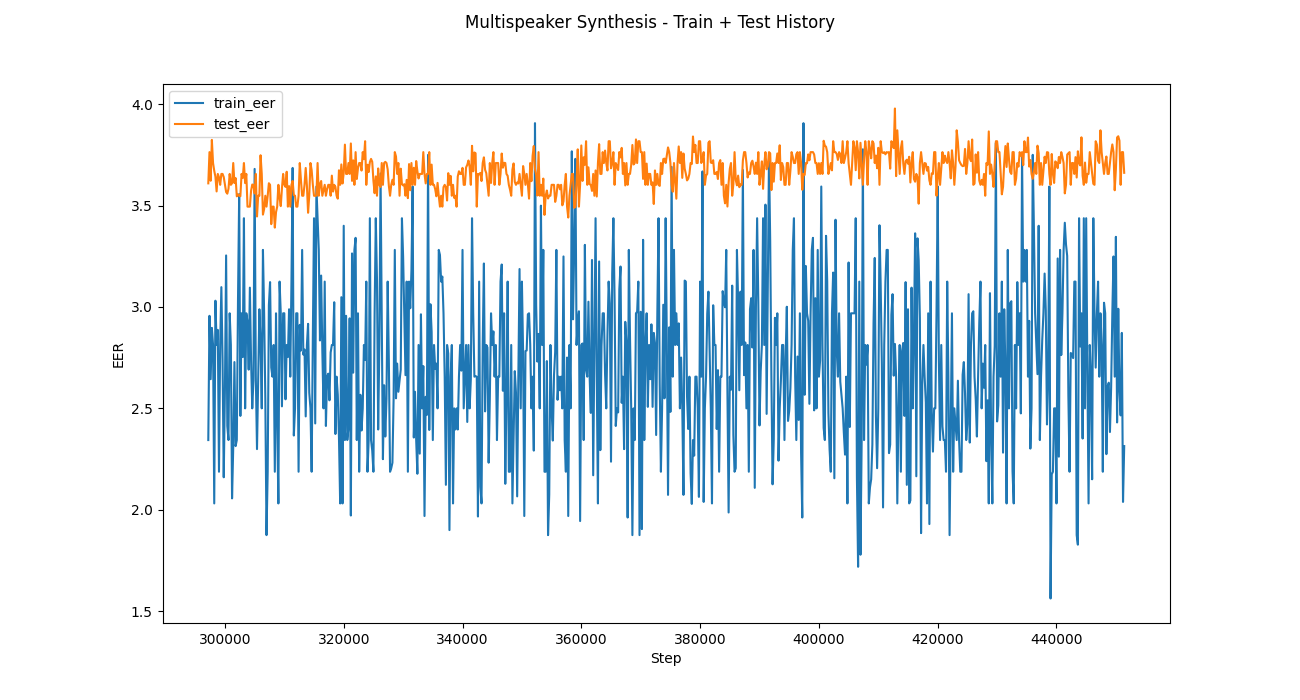 Multispeaker Synthesis - Train + Test History
train_eer
test_eer
4.0
3.5
3.0
2.5
2.0
1.5
EER
300000 320000 340000 360000 380000 400000 420000 440000
Step